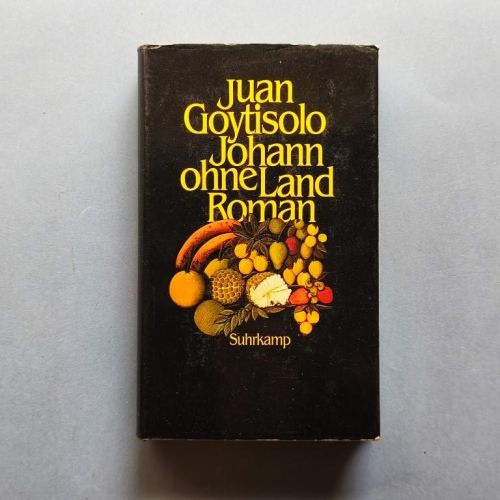 Juan
Goytisolo
Johann
ohne Land
Roman
Suhrkamp